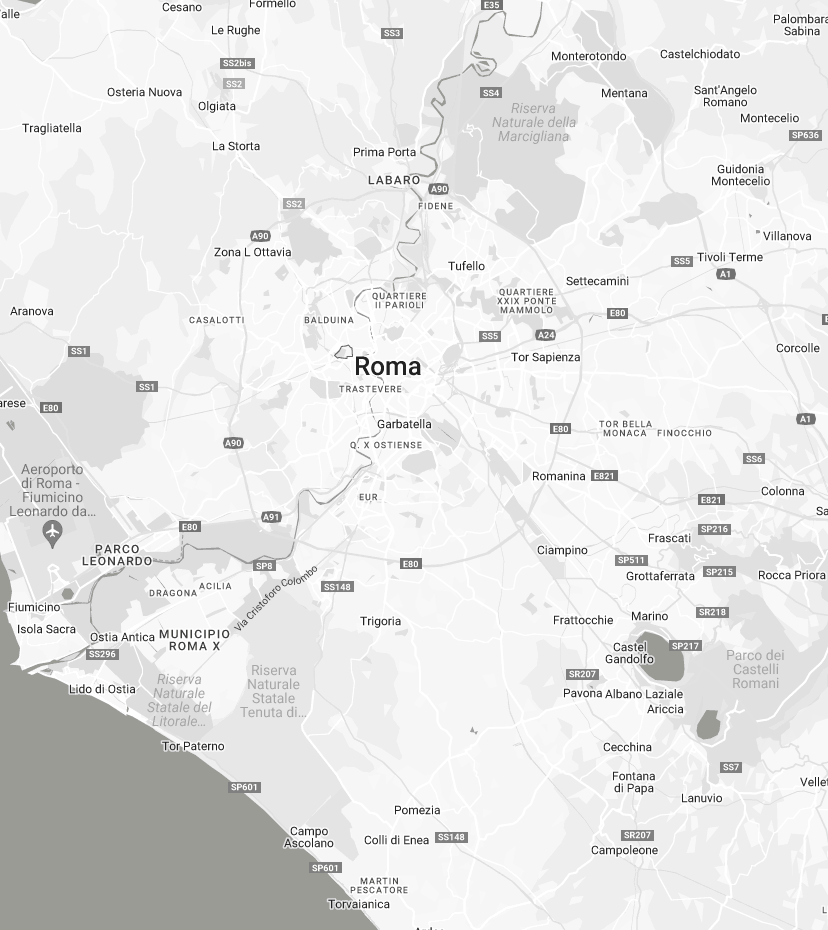 E35
Formello
Cesano
alle
Palombara
Sabina
Le Rughe
SS3
Monterotondo
Castelchiodato
SS2bis
SS2
Osteria Nuova
SS4
Mentana
Sant'Angelo
Romano
Olgiata
Riserva
Naturale della
Marcigliana
Montecelio
Tragliatella
SP636
La Storta
Prima Porta
Guidonia
Montecelio
LABARO
A90
SS2
FIDENE
A90
Villanova
Zona L Ottavia
Tivoli Terme
SS5
Tufello
A1
Settecamini
QUARTIERE
II PARIOLI
QUARTIERE
XXIX PONTE
MAMMOLO
Aranova
E80
CASALOTTI
BALDUINA
SS5
A24
SS1
Corcolle
Tor Sapienza
Roma
SS1
TRASTEVERE
arese
E80
A1
Garbatella
E80
TOR BELLA
MONACA
FINOCCHIO
A90
Q. X OSTIENSE
SS6
Aeroporto
di Roma -
Fiumicino
Leonardo da...
Romanina
E821
Colonna
EUR
E821
Sa
A91
E80
SP216
Frascati
PARCO
LEONARDO
Ciampino
SP8
E80
SP511
SP215
Rocca Priora
Grottaferrata
Via Cristoforo Colombo
ACILIA
DRAGONA
SS148
Fiumicino
SR218
Marino
Frattocchie
Trigoria
Isola Sacra
Ostia Antica
MUNICIPIO
ROMA X
SP217
SS296
Castel
Gandolfo
Parco dei
Castelli
Romani
Riserva
Naturale
Statale
Tenuta di...
SR207
Riserva
Naturale
Statale del
Litorale...
Lido di Ostia
Pavona
Albano Laziale
Ariccia
Tor Paterno
Cecchina
SS7
Fontana
di Papa
Vellet
SP601
Lanuvio
Pomezia
Campo
Ascolano
Colli di Enea
SS148
SR207
Campoleone
SP601
MARTIN
PESCATORE
Torvaianica